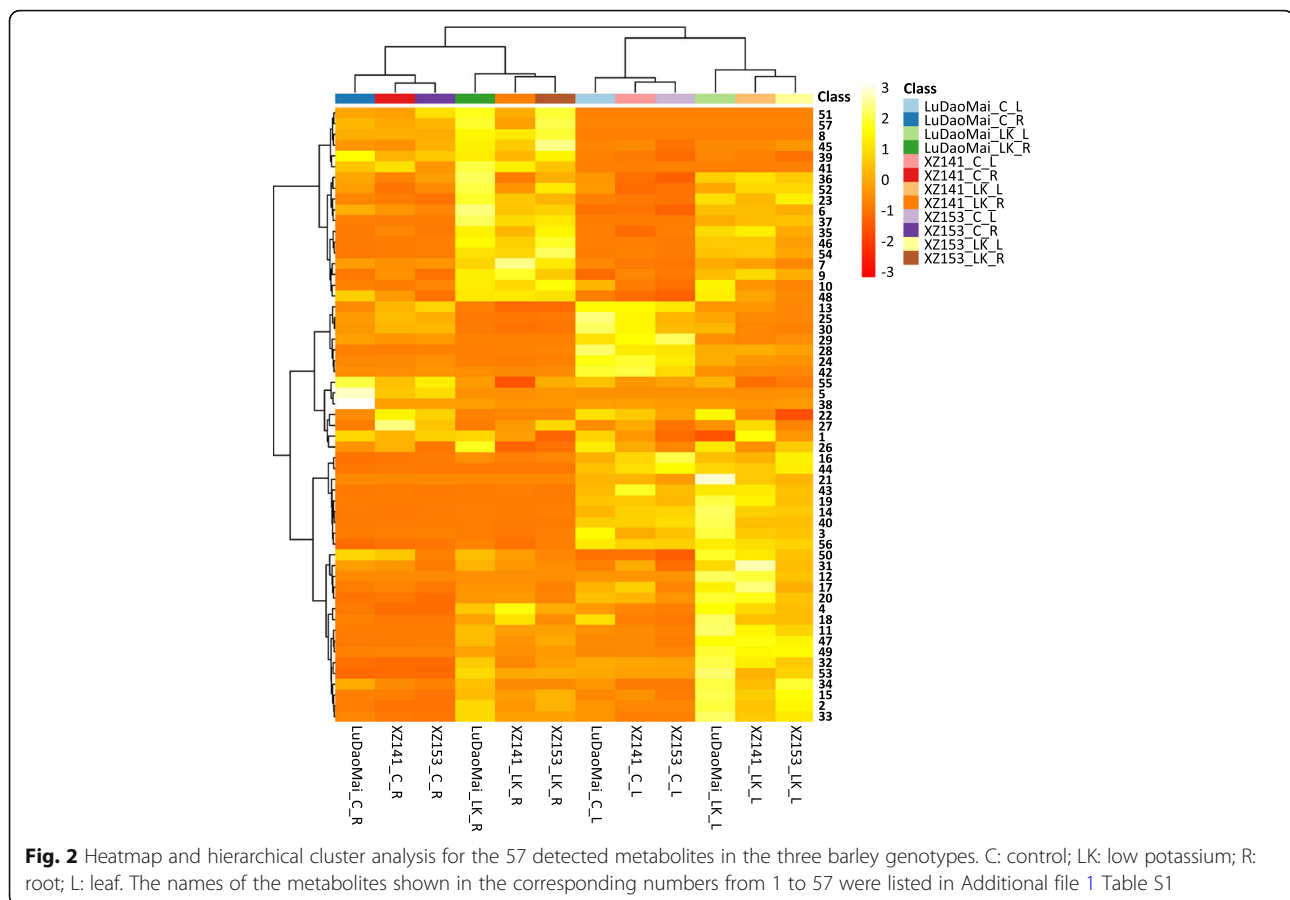 Class
51
57
8
45
39
41
36
52
23
6
37
35
46
54
7
9
10
48
13
25
30
29
28
24
42
55
5
38
22
27
1
26
16
44
21
43
19
14
40
3
56
50
31
12
17
20
4
18
11
47
49
32
53
34
15
2
33
3
2
1
0
-1
-2
-3
Class
LuDaoMai_C_L
LuDaoMai_C_R
LuDaoMai_LK_L
LuDaoMai_LK_R
XZ141_C_L
XZ141_C_R
XZ141_LK_L
XZ141_LK_R
XZ153_C_L
XZ153_C_R
XZ153_LK_L
XZ153_LK_R
LuDaoMai_C_R
XZ141_C_R
XZ153_C_R
LuDaoMai_LK_R
XZ141_LK_R
XZ153_LK_R
LuDaoMai_C_L
XZ141_C_L
XZ153_C_L
LuDaoMai_LK_L
XZ141_LK_L
XZ153_LK_L
Fig. 2 Heatmap and hierarchical cluster analysis for the 57 detected metabolites in the three barley genotypes. C: control; LK: low potassium; R:
root; L: leaf. The names of the metabolites shown in the corresponding numbers from 1 to 57 were listed in Additional file 1 Table S1